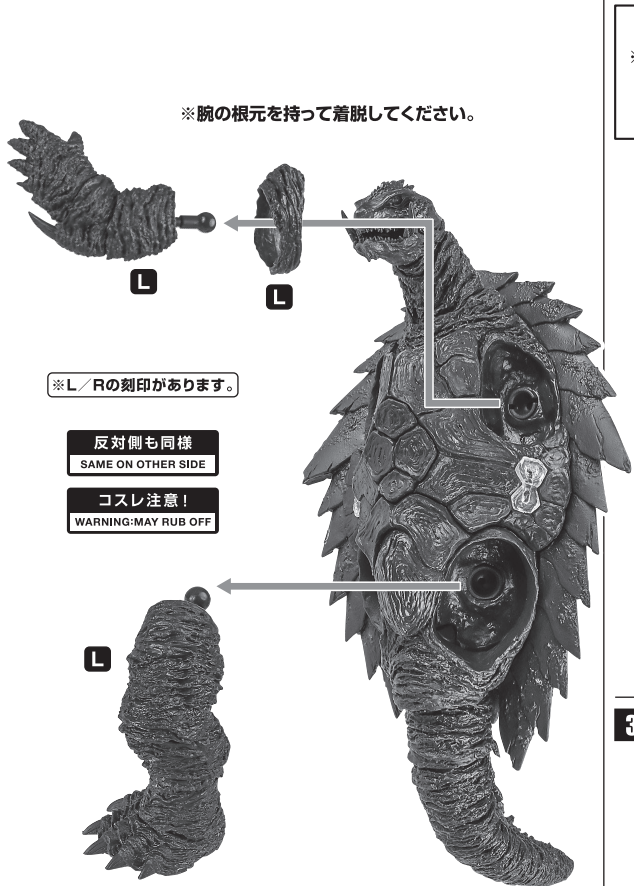 ※腕の根元を持って着脱してください。
※
L
L
※L／Rの刻印があります。
反対側も同様
SAME ON OTHER SIDE
コスレ注意！
WARNING:MAY RUB OFF
L
3